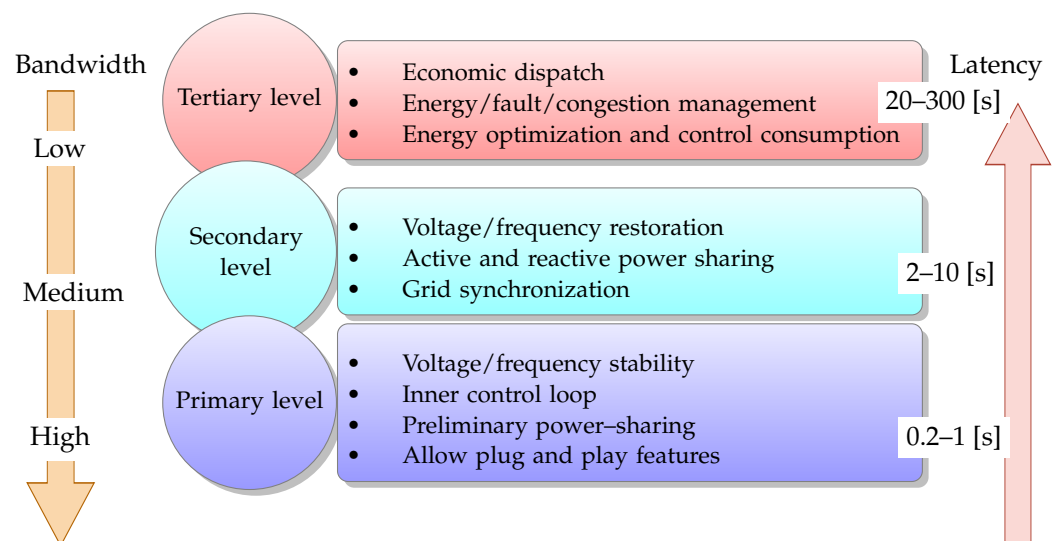 Bandwidth
Low
Medium
High
Tertiary level
• Economic dispatch
• Energy/fault/congestion management
• Energy optimization and control consumption
Secondary
level
• Voltage/frequency restoration
• Active and reactive power sharing
• Grid synchronization
Primary level
• Voltage/frequency stability
• Inner control loop
• Preliminary power–sharing
• Allow plug and play features
Latency
20–300 [s]
2–10 [s]
0.2–1 [s]